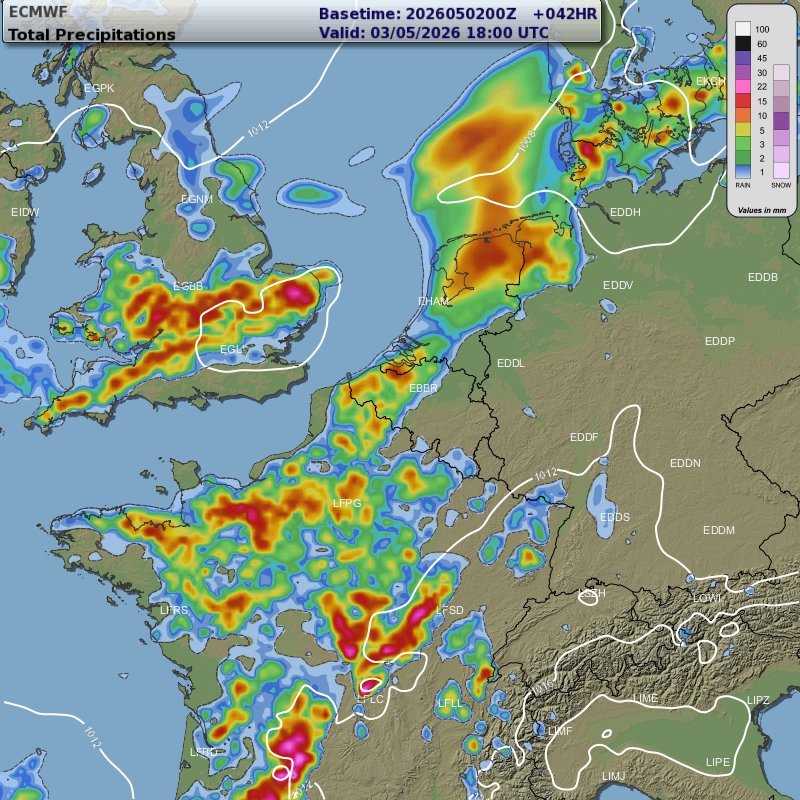 ECMWF
Basetime: 2026050200Z +042HR
Total Precipitations
Valid: 03/05/2026 18:00 UTC
100
60
45
30
22
15
10
5
3
2
1
RAIN
SNOW
Values in mm
EGPK
EKCH
1012
1008
EIDW
EGNM
EDDH
EDDB
EGBB
EDDV
EHAM
EGLL
EDDP
EDDL
EBBR
EDDF
EDDN
1012
LFPG
EDDS
EDDM
LFRS
LFSD
LSZH
LOWI
1016
LFLC
LFLL
LIME
LIPZ
1012
LFBD
LIMF
LIPE
LIMJ
1012